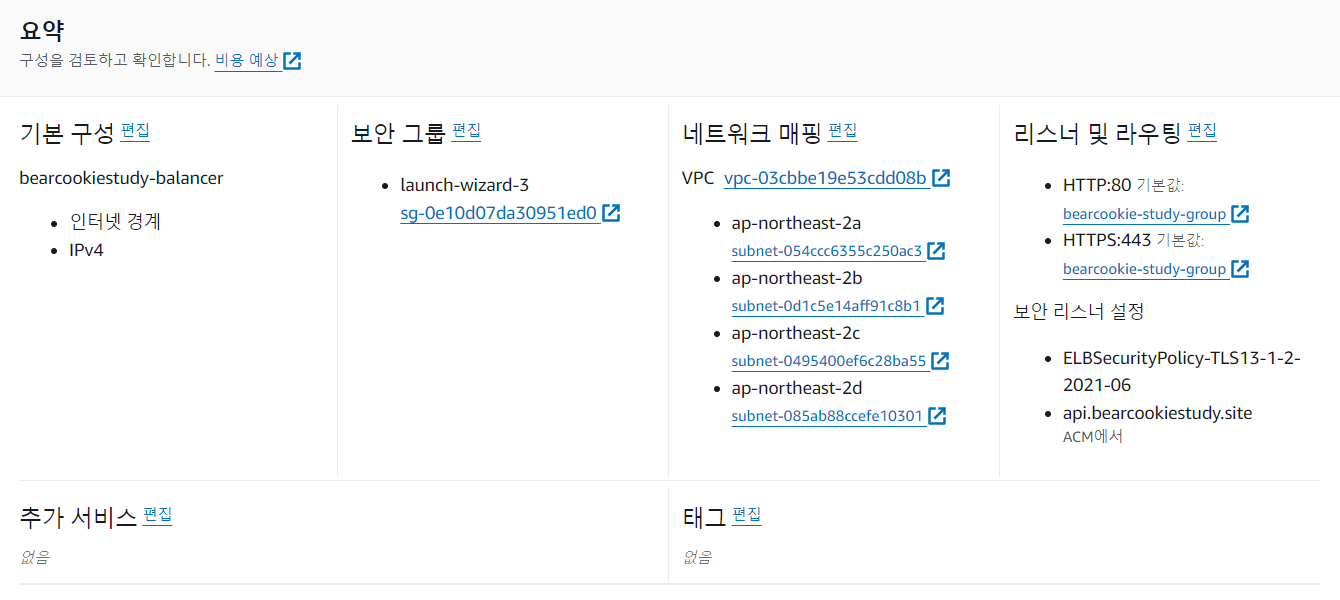 요약
구성을 검토하고 확인합니다. 비용 예상
기본 구성 편집
bearcookiestudy-balancer
인터넷 경계
IPv4
보안 그룹 편집
launch-wizard-3
sg-0e10d07da30951ed0
네트워크 매핑 편집
VPC vpc-03cbbe19e53cdd08b
ap-northeast-2a
subnet-054ccc6355c250ac3
ap-northeast-2b
subnet-0d1c5e14aff91c8b1
ap-northeast-2c
subnet-0495400ef6c28ba55
ap-northeast-2d
subnet-085ab88ccefe10301
리스너 및 라우팅 편집
HTTP:80 기본값:
bearcookie-study-group
HTTPS:443 기본값:
bearcookie-study-group
보안 리스너 설정
ELBSecurityPolicy-TLS13-1-2-
2021-06
api.bearcookiestudy.site
ACM에서
추가 서비스 편집
없음
태그 편집
없음